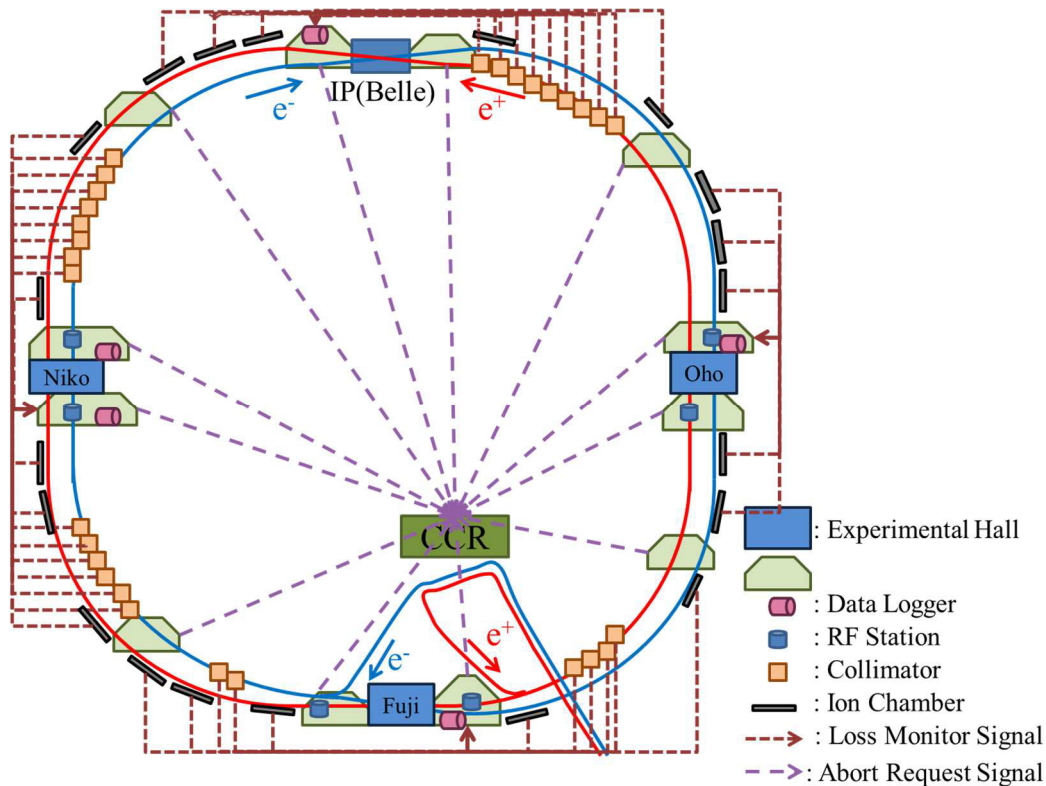 IP(Belle)
e-
e+
Niko
Oho
CCR
e-
e+
Fuji
: Experimental Hall
: Data Logger
: RF Station
: Collimator
: Ion Chamber
: Loss Monitor Signal
: Abort Request Signal